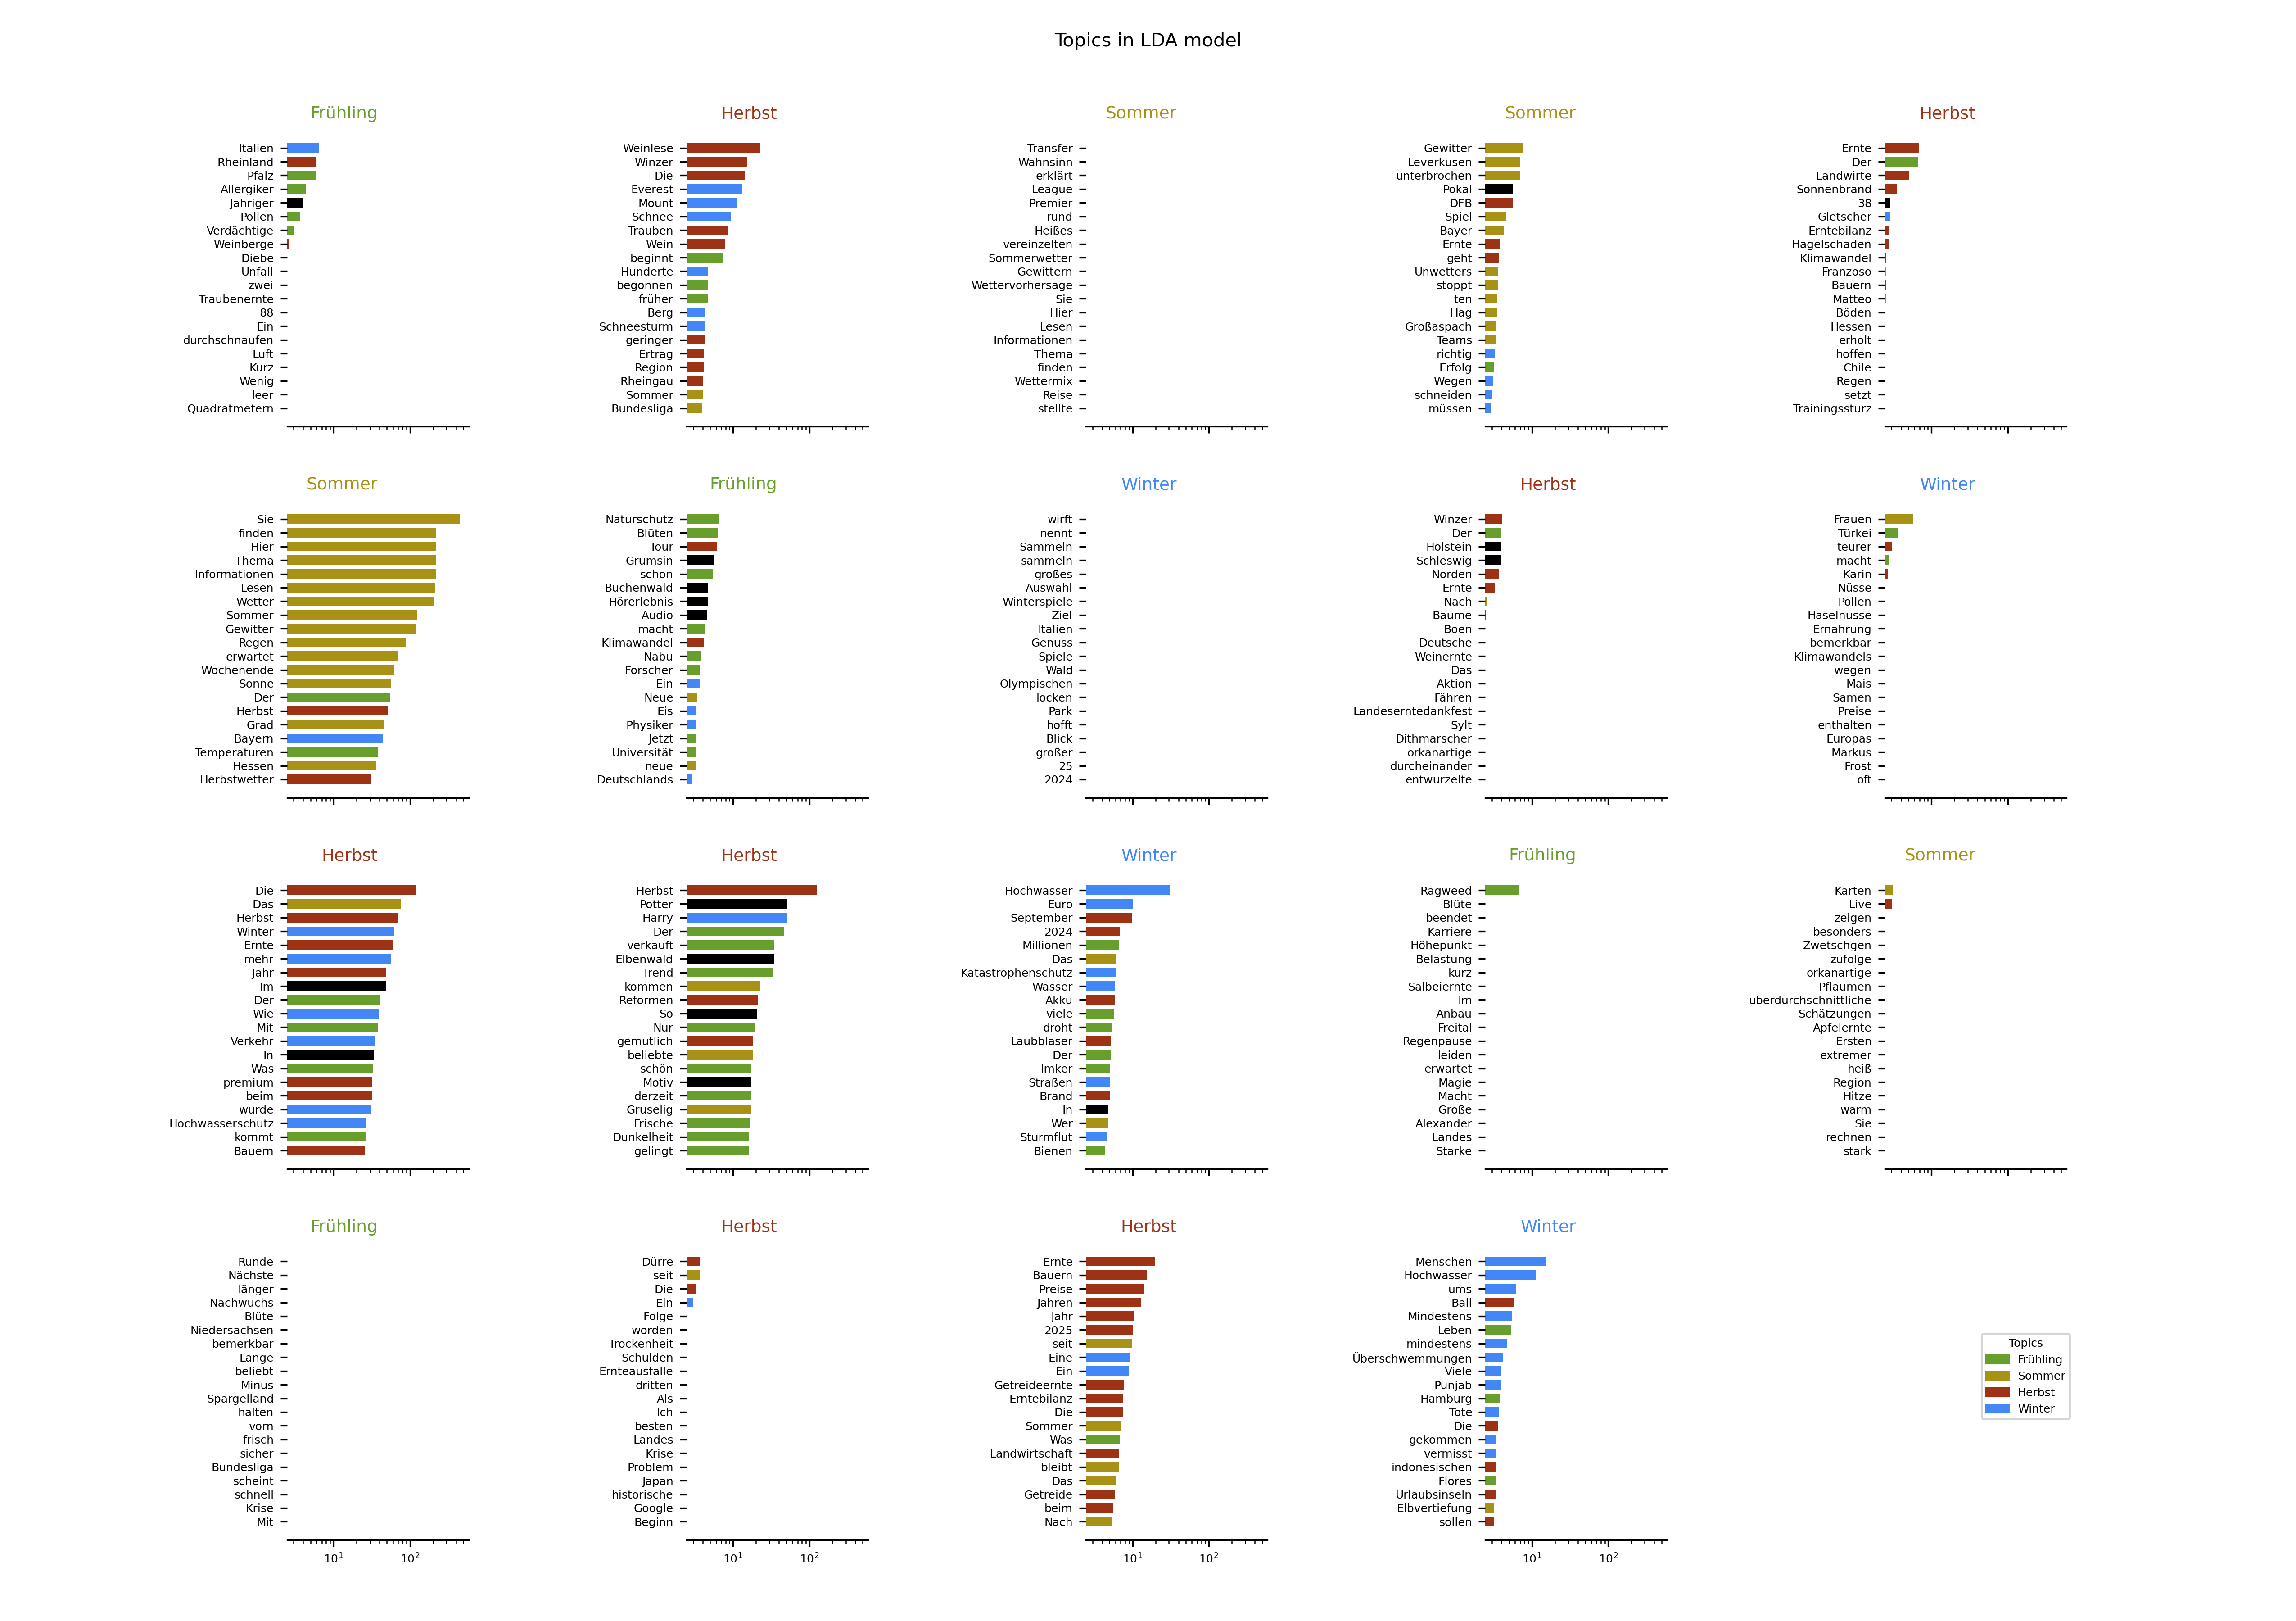 Topics in LDA model
Frühling
Italien
Rheinland
Pfalz
Allergiker
Jähriger
Pollen
Verdächtige
Weinberge
Diebe
Unfall
zwei
Traubenernte
88
Ein
durchschnaufen
Luft
Kurz
Wenig
leer
Quadratmetern
Herbst
Weinlese
Winzer
Die
Everest
Mount
Schnee
Trauben
Wein
beginnt
Hunderte
begonnen
früher
Berg
Schneesturm
geringer
Ertrag
Region
Rheingau
Sommer
Bundesliga
Sommer
Transfer
Wahnsinn
erklärt
League
Premier
rund
Heißes
vereinzelten
Sommerwetter
Gewittern
Wettervorhersage
Sie
Hier
Lesen
Informationen
Thema
finden
Wettermix
Reise
stellte
Sommer
Gewitter
Leverkusen
unterbrochen
Pokal
DFB
Spiel
Bayer
Ernte
geht
Unwetters
stoppt
ten
Hag
Großaspach
Teams
richtig
Erfolg
Wegen
schneiden
müssen
Herbst
Ernte
Der
Landwirte
Sonnenbrand
38
Gletscher
Erntebilanz
Hagelschäden
Klimawandel
Franzoso
Bauern
Matteo
Böden
Hessen
erholt
hoffen
Chile
Regen
setzt
Trainingssturz
Sommer
Sie
finden
Hier
Thema
Informationen
Lesen
Wetter
Sommer
Gewitter
Regen
erwartet
Wochenende
Sonne
Der
Herbst
Grad
Bayern
Temperaturen
Hessen
Herbstwetter
Frühling
Naturschutz
Blüten
Tour
Grumsin
schon
Buchenwald
Hörerlebnis
Audio
macht
Klimawandel
Nabu
Forscher
Ein
Neue
Eis
Physiker
Jetzt
Universität
neue
Deutschlands
Winter
wirft
nennt
Sammeln
sammeln
großes
Auswahl
Winterspiele
Ziel
Italien
Genuss
Spiele
Wald
Olympischen
locken
Park
hofft
Blick
großer
25
2024
Herbst
Winzer
Der
Holstein
Schleswig
Norden
Ernte
Nach
Bäume
Böen
Deutsche
Weinernte
Das
Aktion
Fähren
Landeserntedankfest
Sylt
Dithmarscher
orkanartige
durcheinander
entwurzelte
Winter
Frauen
Türkei
teurer
macht
Karin
Nüsse
Pollen
Haselnüsse
Ernährung
bemerkbar
Klimawandels
wegen
Mais
Samen
Preise
enthalten
Europas
Markus
Frost
oft
Herbst
Die
Das
Herbst
Winter
Ernte
mehr
Jahr
Im
Der
Wie
Mit
Verkehr
In
Was
premium
beim
wurde
Hochwasserschutz
kommt
Bauern
Herbst
Herbst
Potter
Harry
Der
verkauft
Elbenwald
Trend
kommen
Reformen
So
Nur
gemütlich
beliebte
schön
Motiv
derzeit
Gruselig
Frische
Dunkelheit
gelingt
Winter
Hochwasser
Euro
September
2024
Millionen
Das
Katastrophenschutz
Wasser
Akku
viele
droht
Laubbläser
Der
Imker
Straßen
Brand
In
Wer
Sturmflut
Bienen
Frühling
Ragweed
Blüte
beendet
Karriere
Höhepunkt
Belastung
kurz
Salbeiernte
Im
Anbau
Freital
Regenpause
leiden
erwartet
Magie
Macht
Große
Alexander
Landes
Starke
Sommer
Karten
Live
zeigen
besonders
Zwetschgen
zufolge
orkanartige
Pflaumen
überdurchschnittliche
Schätzungen
Apfelernte
Ersten
extremer
heiß
Region
Hitze
warm
Sie
rechnen
stark
Frühling
Runde
Nächste
länger
Nachwuchs
Blüte
Niedersachsen
bemerkbar
Lange
beliebt
Minus
Spargelland
halten
vorn
frisch
sicher
Bundesliga
scheint
schnell
Krise
Mit
10¹ 10²
Herbst
Dürre
seit
Die
Ein
Folge
worden
Trockenheit
Schulden
Ernteausfälle
dritten
Als
Ich
besten
Landes
Krise
Problem
Japan
historische
Google
Beginn
10¹ 10²
Herbst
Ernte
Bauern
Preise
Jahren
Jahr
2025
seit
Eine
Ein
Getreideernte
Erntebilanz
Die
Sommer
Was
Landwirtschaft
bleibt
Das
Getreide
beim
Nach
10¹ 10²
Winter
Menschen
Hochwasser
ums
Bali
Mindestens
Leben
mindestens
Überschwemmungen
Viele
Punjab
Hamburg
Tote
Die
gekommen
vermisst
indonesischen
Flores
Urlaubsinseln
Elbvertiefung
sollen
10¹ 10²
Topics
Frühling
Sommer
Herbst
Winter